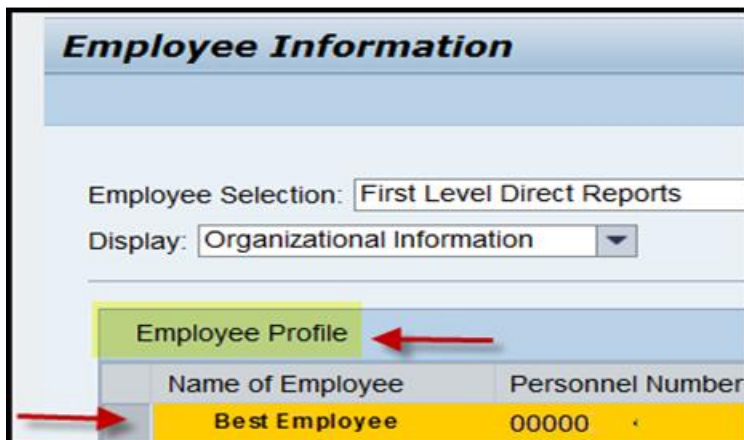 Employee Information
Employee Selection: First Level Direct Reports
Display: Organizational Information
Employee Profile
Name of Employee Personnel Number
Best Employee 00000